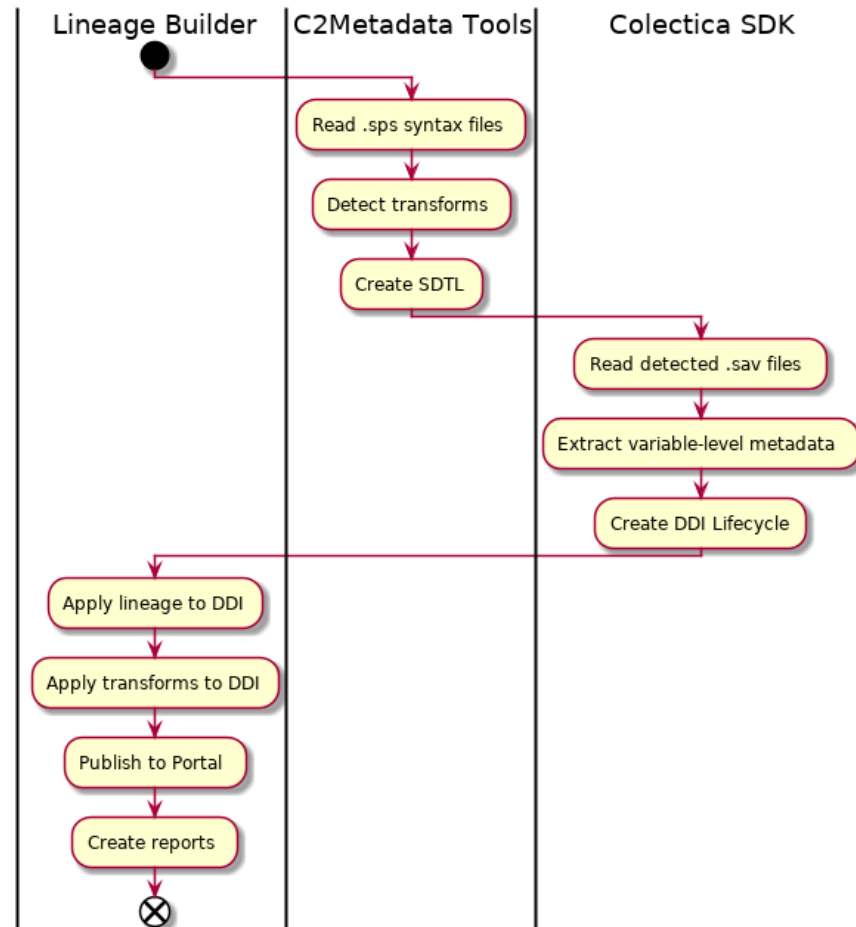 Lineage Builder
C2Metadata Tools
Colectica SDK
Read .sps syntax files
Detect transforms
Create SDTL
Read detected .sav files
Extract variable-level metadata
Create DDI Lifecycle
Apply lineage to DDI
Apply transforms to DDI
Publish to Portal
Create reports